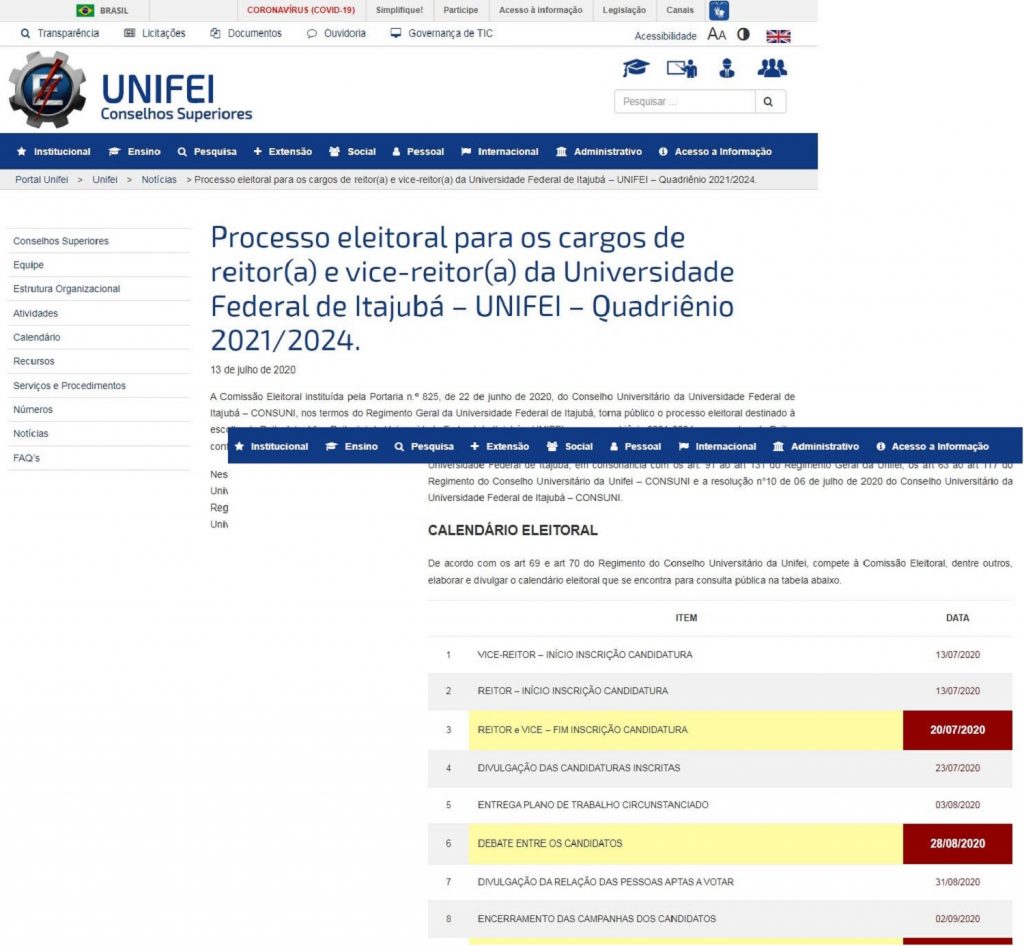 BRASIL
CORONAVÍRUS (COVID-19)
Simplifique!
Participe
Acesso à informação
Legislação
Canais
Transparência
Licitações
Documentos
Ouvidoria
Governança de TIC
Acessibilidade
AA
UNIFEI
Conselhos Superiores
Pesquisar ...
Institucional
Ensino
Pesquisa
Extensão
Social
Pessoal
Internacional
Administrativo
Acesso a Informação
Portal Unifei > Unifei > Notícias > Processo eleitoral para os cargos de reitor(a) e vice-reitor(a) da Universidade Federal de Itajubá – UNIFEI – Quadriênio 2021/2024.
Conselhos Superiores
Equipe
Estrutura Organizacional
Atividades
Calendário
Recursos
Serviços e Procedimentos
Números
Notícias
FAQ's
Processo eleitoral para os cargos de
reitor(a) e vice-reitor(a) da Universidade
Federal de Itajubá – UNIFEI – Quadriênio
2021/2024.
13 de julho de 2020
A Comissão Eleitoral instituída pela Portaria n.º 825, de 22 de junho de 2020, do Conselho Universitário da Universidade Federal de
Itajubá – CONSUNI, nos termos do Regimento Geral da Universidade Federal de Itajubá, torna público o processo eleitoral destinado à
Nes
Univ
Reg
Univ
Institucional
Ensino
Pesquisa
Extensão
Social
Pessoal
Internacional
Administrativo
Acesso a Informação
Universidade Federal de Itajubá, em consonância com os art. 91 ao art 131 do Regimento Geral da Unifei, os art 63 ao art 117 do
Regimento do Conselho Universitário da Unifei – CONSUNI e a resolução n°10 de 06 de julho de 2020 do Conselho Universitário da
Universidade Federal de Itajubá – CONSUNI.
CALENDÁRIO ELEITORAL
De acordo com os art 69 e art 70 do Regimento do Conselho Universitário da Unifei, compete à Comissão Eleitoral, dentre outros,
elaborar e divulgar o calendário eleitoral que se encontra para consulta pública na tabela abaixo.
ITEM DATA
1 VICE-REITOR – INÍCIO INSCRIÇÃO CANDIDATURA 13/07/2020
2 REITOR – INÍCIO INSCRIÇÃO CANDIDATURA 13/07/2020
3 REITOR e VICE – FIM INSCRIÇÃO CANDIDATURA 20/07/2020
4 DIVULGAÇÃO DAS CANDIDATURAS INSCRITAS 23/07/2020
5 ENTREGA PLANO DE TRABALHO CIRCUNSTANCIADO 03/08/2020
6 DEBATE ENTRE OS CANDIDATOS 28/08/2020
7 DIVULGAÇÃO DA RELAÇÃO DAS PESSOAS APTAS A VOTAR 31/08/2020
8 ENCERRAMENTO DAS CAMPANHAS DOS CANDIDATOS 02/09/2020